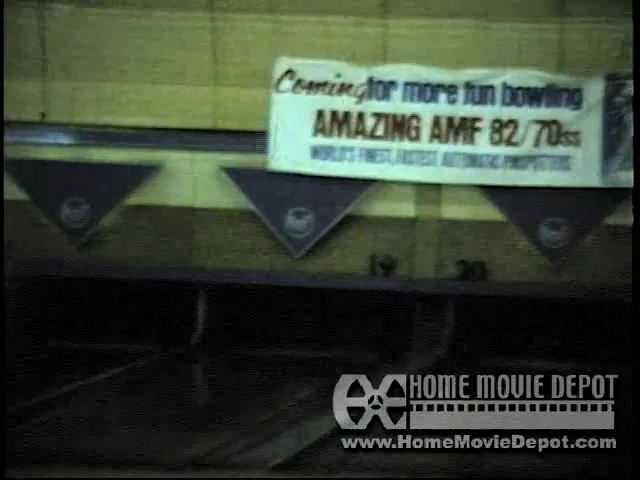 Coming for more fun bowling
AMAZING AMF 82/70ss
WORLD'S FINEST, FASTEST AUTOMATIC PINSPOTTERS
19 20
HOME MOVIE DEPOT
www.HomeMovieDepot.com